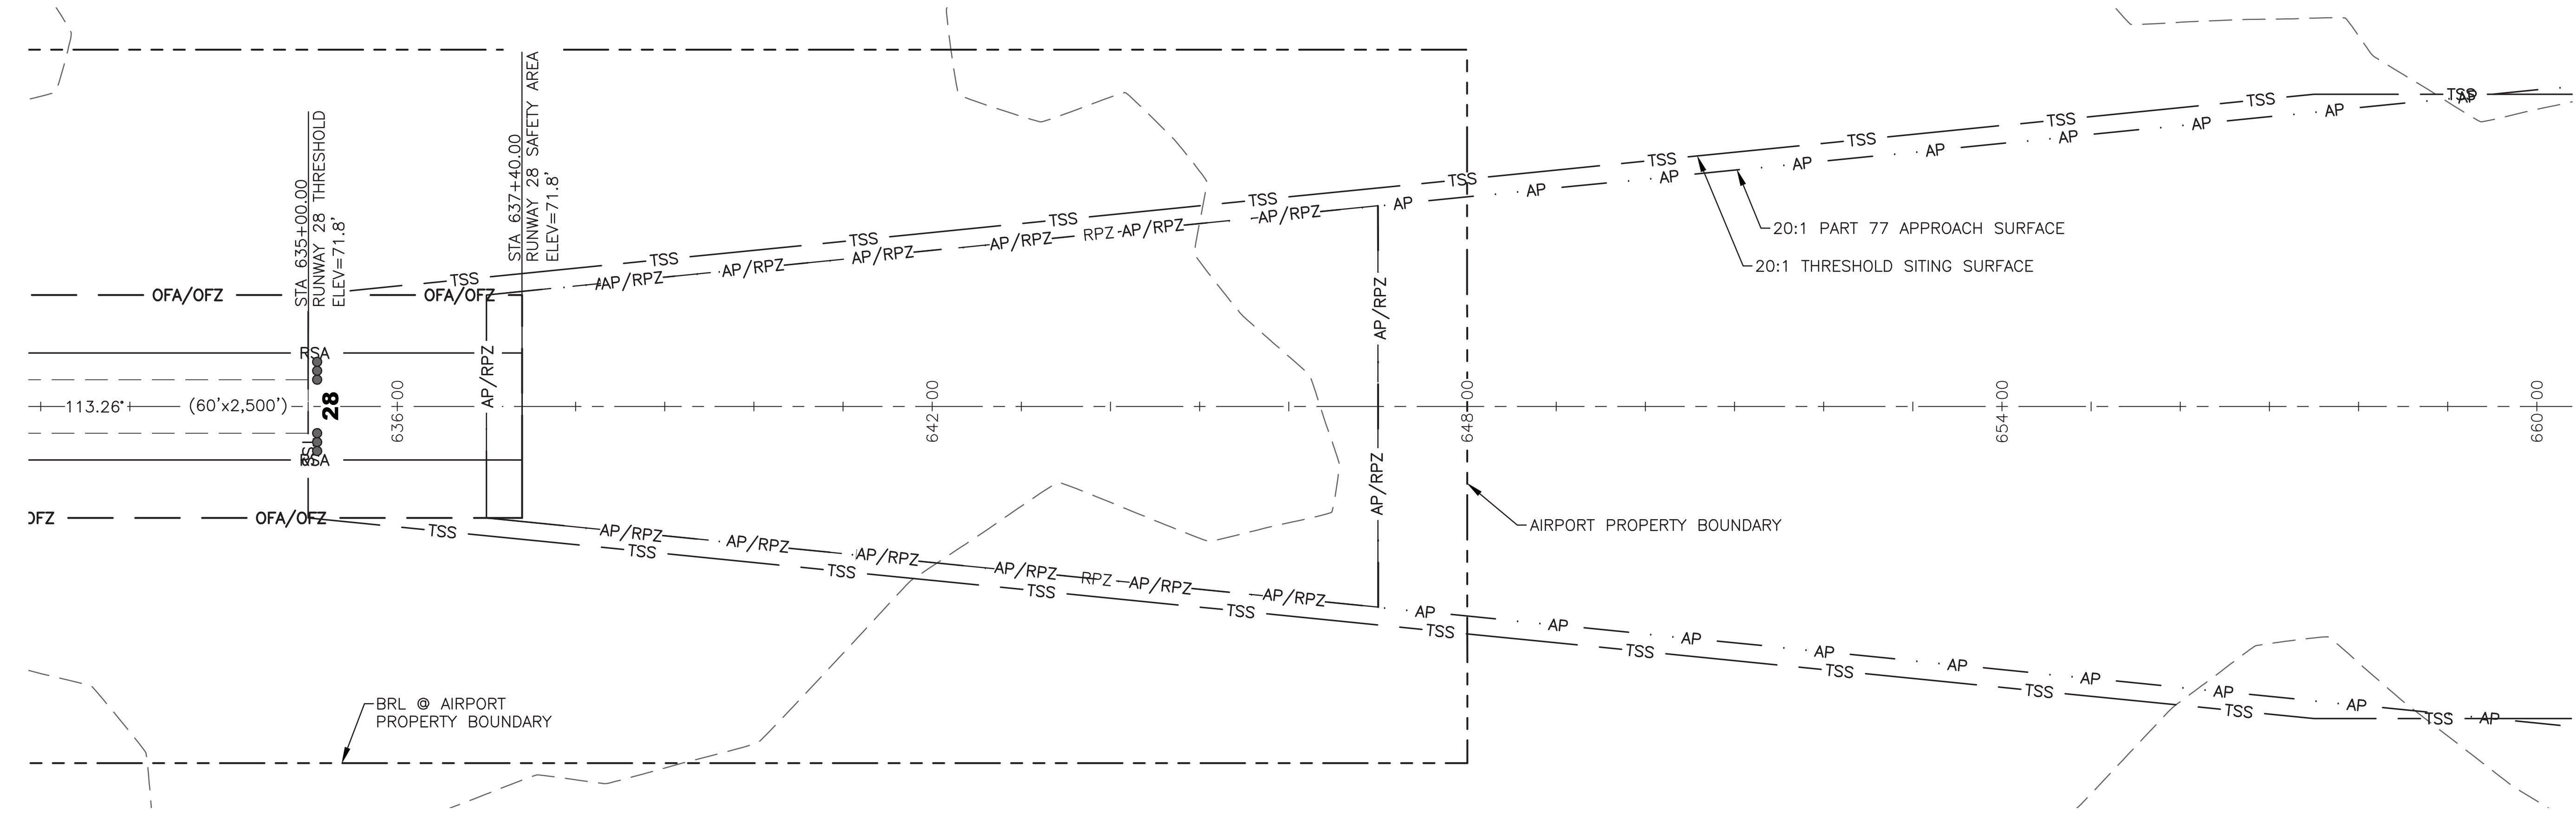 STA 635+00.00
RUNWAY 28 THRESHOLD
ELEV=71.8'
STA 637+40.00
RUNWAY 28 SAFETY AREA
ELEV=71.8'
TSS TSS TSS TSS TSS TSS TSS TSS TSS TSS TSS TSS
AP/RPZ AP/RPZ AP/RPZ AP/RPZ RPZ AP/RPZ AP/RPZ AP AP AP AP AP AP AP AP AP
20:1 PART 77 APPROACH SURFACE
20:1 THRESHOLD SITING SURFACE
OFA/OFZ OFA/OFZ
AP/RPZ
AP/RPZ
RSA
113.26°
(60'x2,500')
28
636+00
642+00
648+00
654+00
660+00
RSA
AP/RPZ
OFZ OFA/OFZ
AIRPORT PROPERTY BOUNDARY
AP/RPZ AP/RPZ AP/RPZ AP/RPZ RPZ AP/RPZ AP/RPZ AP AP AP AP AP AP AP AP AP
TSS TSS TSS TSS TSS TSS TSS TSS TSS TSS TSS
BRL @ AIRPORT
PROPERTY BOUNDARY